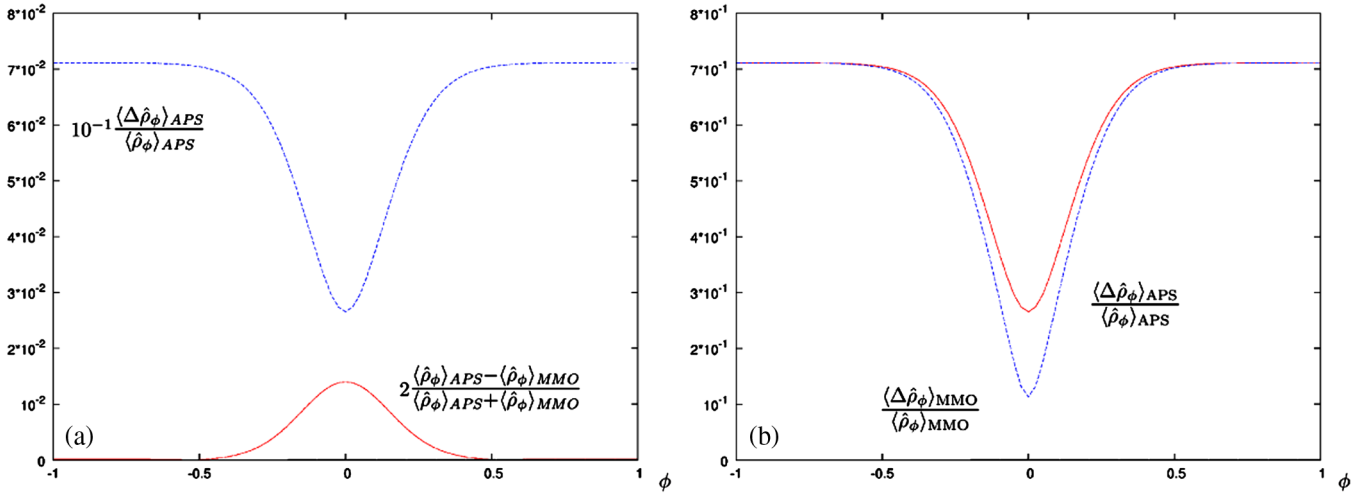 8*10⁻²
7*10⁻²
6*10⁻²
5*10⁻²
4*10⁻²
3*10⁻²
2*10⁻²
10⁻²
0
-1 -0.5 0 0.5 1
ϕ
10⁻¹ ⟨Δρ̂_ϕ⟩_APS / ⟨ρ̂_ϕ⟩_APS
2 ⟨ρ̂_ϕ⟩_APS−⟨ρ̂_ϕ⟩_MMO / ⟨ρ̂_ϕ⟩_APS+⟨ρ̂_ϕ⟩_MMO
(a)
8*10⁻¹
7*10⁻¹
6*10⁻¹
5*10⁻¹
4*10⁻¹
3*10⁻¹
2*10⁻¹
10⁻¹
0
-1 -0.5 0 0.5 1
ϕ
⟨Δρ̂_ϕ⟩_APS / ⟨ρ̂_ϕ⟩_APS
⟨Δρ̂_ϕ⟩_MMO / ⟨ρ̂_ϕ⟩_MMO
(b)